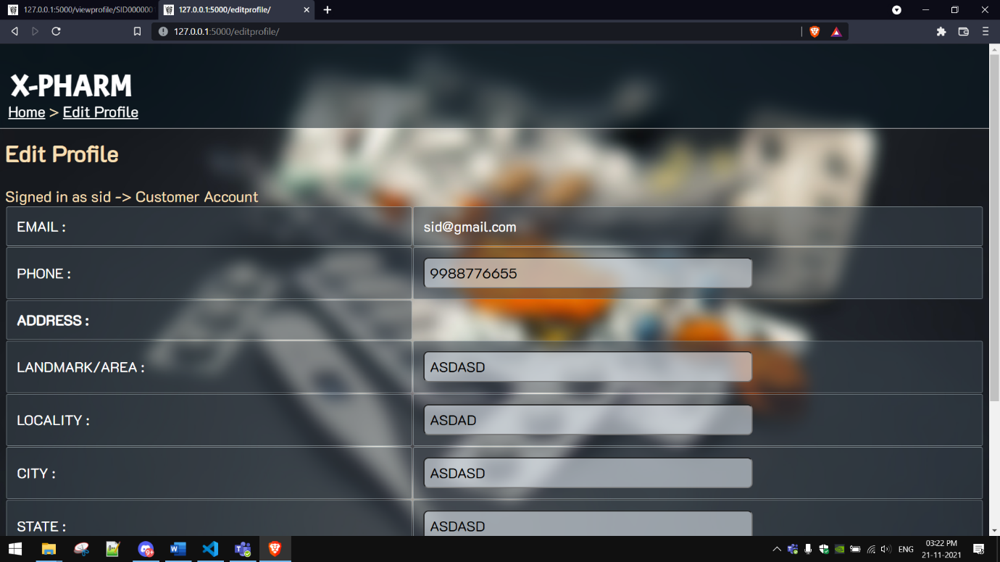 127.0.0.1:5000/viewprofile/SID000000
127.0.0.1:5000/editprofile/
127.0.0.1:5000/editprofile/
X-PHARM
Home > Edit Profile
Edit Profile
Signed in as sid -> Customer Account
EMAIL : sid@gmail.com
PHONE : 9988776655
ADDRESS :
LANDMARK/AREA : ASDASD
LOCALITY : ASDAD
CITY : ASDASD
STATE : ASDASD
9+
ENG
03:22 PM
21-11-2021